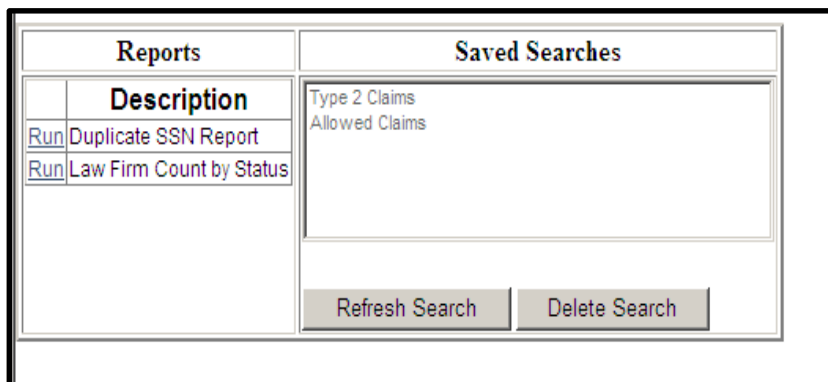 Reports
Saved Searches
Description
Run Duplicate SSN Report
Run Law Firm Count by Status
Type 2 Claims
Allowed Claims
Refresh Search
Delete Search